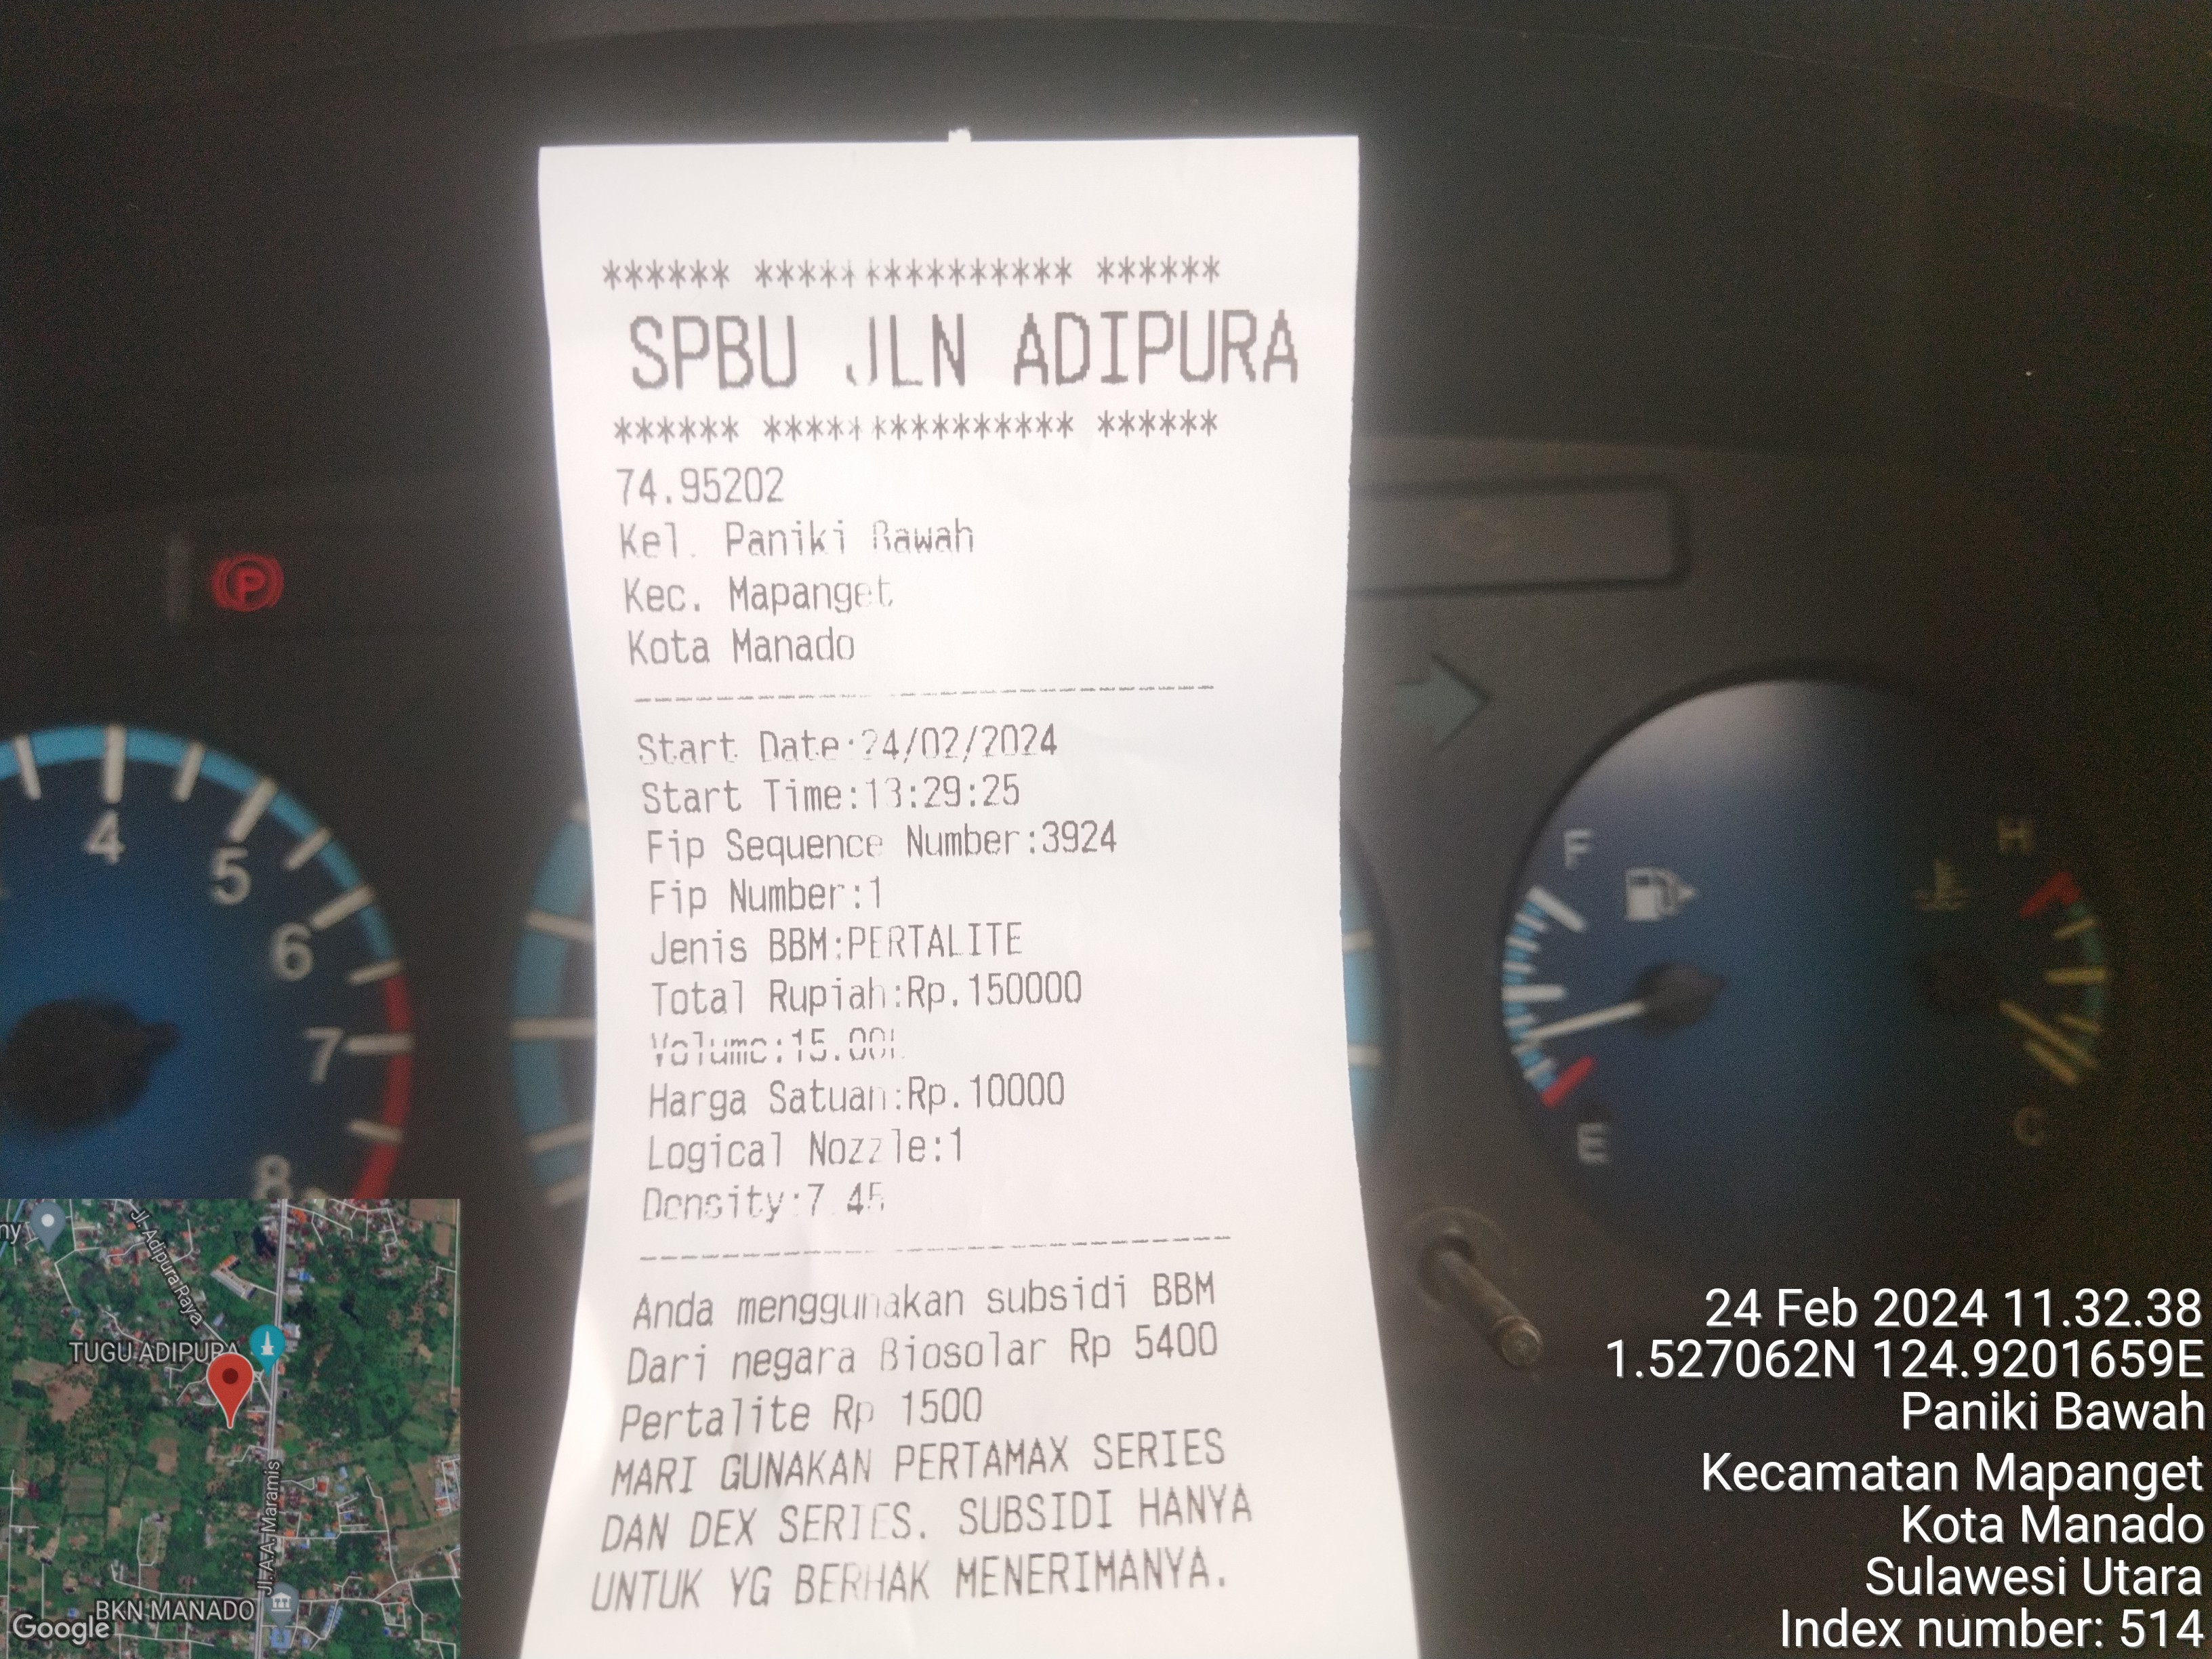 ****** *************** ******
SPBU JLN ADIPURA
****** *************** ******
74.95202
Kel. Paniki Bawah
Kec. Mapanget
Kota Manado
Start Date:24/02/2024
Start Time:13:29:25
Fip Sequence Number:3924
Fip Number:1
Jenis BBM:PERTALITE
Total Rupiah:Rp.150000
Volume:15.00L
Harga Satuan:Rp.10000
Logical Nozzle:1
Density:7.45
Anda menggunakan subsidi BBM
Dari negara Biosolar Rp 5400
Pertalite Rp 1500
MARI GUNAKAN PERTAMAX SERIES
DAN DEX SERIES. SUBSIDI HANYA
UNTUK YG BERHAK MENERIMANYA.
P
4
5
6
7
8
F
E
H
C
Jl. Adipura Raya
TUGU ADIPURA
Jl. A.A. Maramis
BKN MANADO
Google
24 Feb 2024 11.32.38
1.527062N 124.9201659E
Paniki Bawah
Kecamatan Mapanget
Kota Manado
Sulawesi Utara
Index number: 514